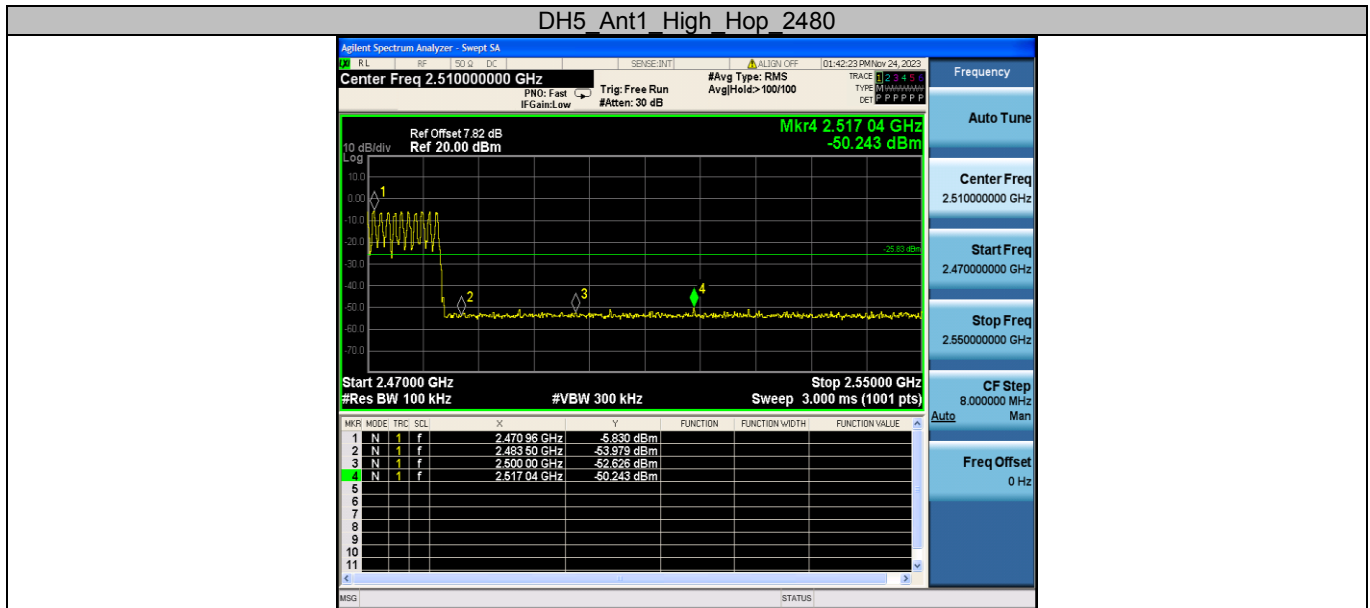 DH5_Ant1_High_Hop_2480
Agilent Spectrum Analyzer - Swept SA
RL RF 50 Ω DC SENSE:INT ALIGN OFF 01:42:23 PM Nov 24, 2023
Center Freq 2.510000000 GHz
PNO: Fast
IFGain:Low
Trig: Free Run
#Atten: 30 dB
#Avg Type: RMS
Avg|Hold:> 100/100
TRACE 1 2 3 4 5 6
TYPE M
DET P P P P P P
Mkr4 2.517 04 GHz
-50.243 dBm
Ref Offset 7.82 dB
10 dB/div Ref 20.00 dBm
Log
10.0
0.00
-10.0
-20.0
-30.0
-40.0
-50.0
-60.0
-70.0
1
2
3
4
-25.83 dBm
Start 2.47000 GHz Stop 2.55000 GHz
#Res BW 100 kHz #VBW 300 kHz Sweep 3.000 ms (1001 pts)
MKR MODE TRC SCL X Y FUNCTION FUNCTION WIDTH FUNCTION VALUE
1 N 1 f 2.470 96 GHz -5.830 dBm
2 N 1 f 2.483 50 GHz -53.979 dBm
3 N 1 f 2.500 00 GHz -52.626 dBm
4 N 1 f 2.517 04 GHz -50.243 dBm
5
6
7
8
9
10
11
MSG STATUS
Frequency
Auto Tune
Center Freq
2.510000000 GHz
Start Freq
2.470000000 GHz
Stop Freq
2.550000000 GHz
CF Step
8.000000 MHz
Auto Man
Freq Offset
0 Hz